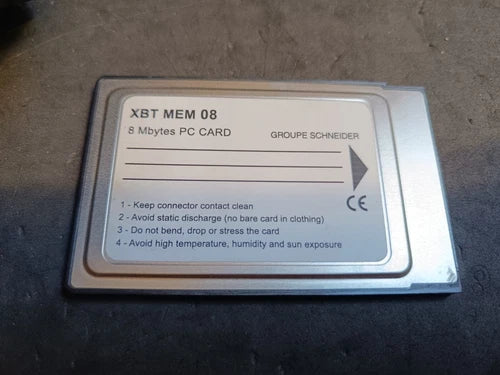 XBT MEM 08
8 Mbytes PC CARD GROUPE SCHNEIDER
CE
1 - Keep connector contact clean
2 - Avoid static discharge (no bare card in clothing)
3 - Do not bend, drop or stress the card
4 - Avoid high temperature, humidity and sun exposure